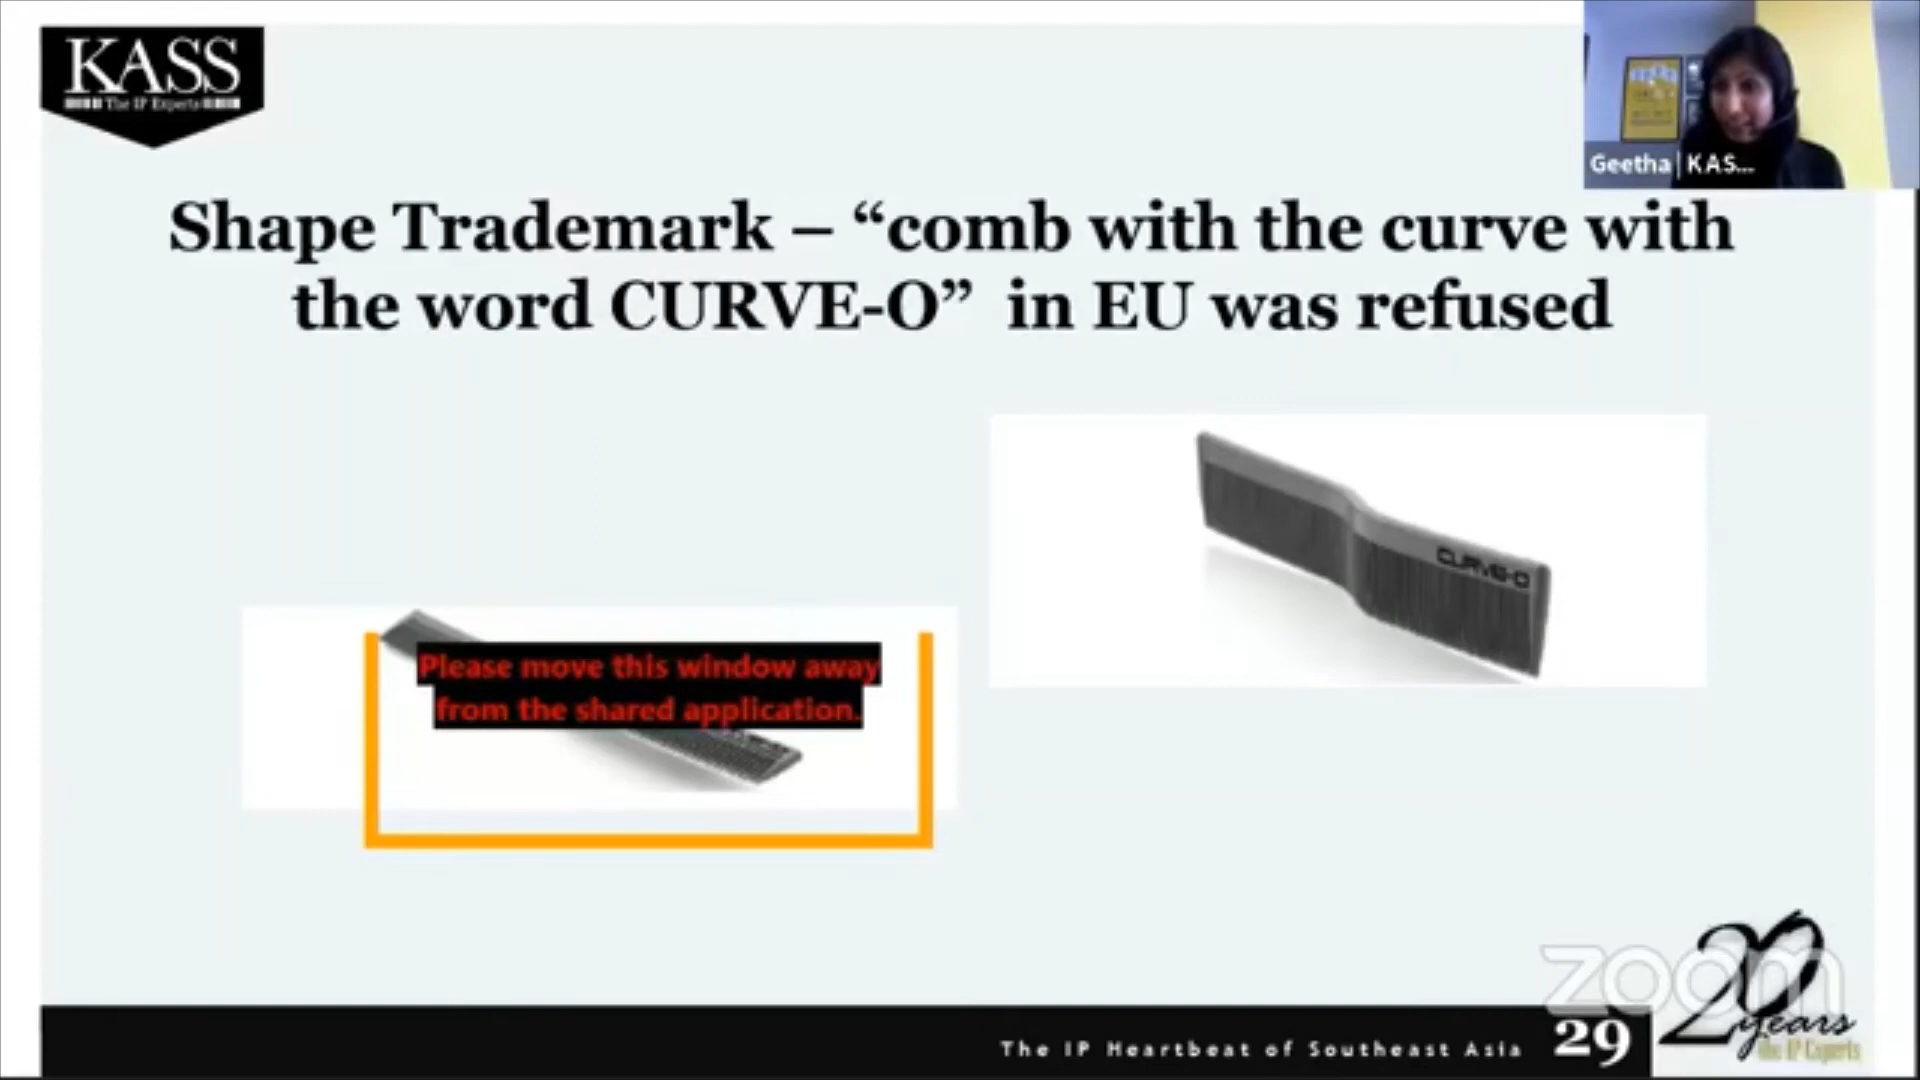 KASS
The IP Experts
Geetha | KAS...
Shape Trademark – “comb with the curve with
the word CURVE-O” in EU was refused
CURVE-O
Please move this window away
from the shared application.
zoom
20
years
The IP Experts
The IP Heartbeat of Southeast Asia
29